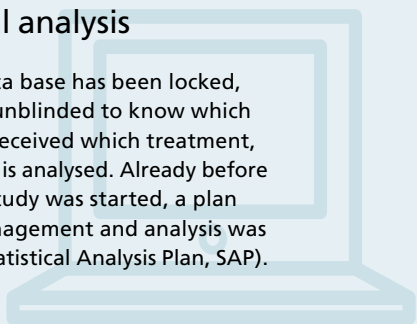 l analysis
ta base has been locked,
unblinded to know which
received which treatment,
is analysed. Already before
tudy was started, a plan
nagement and analysis was
atistical Analysis Plan, SAP).